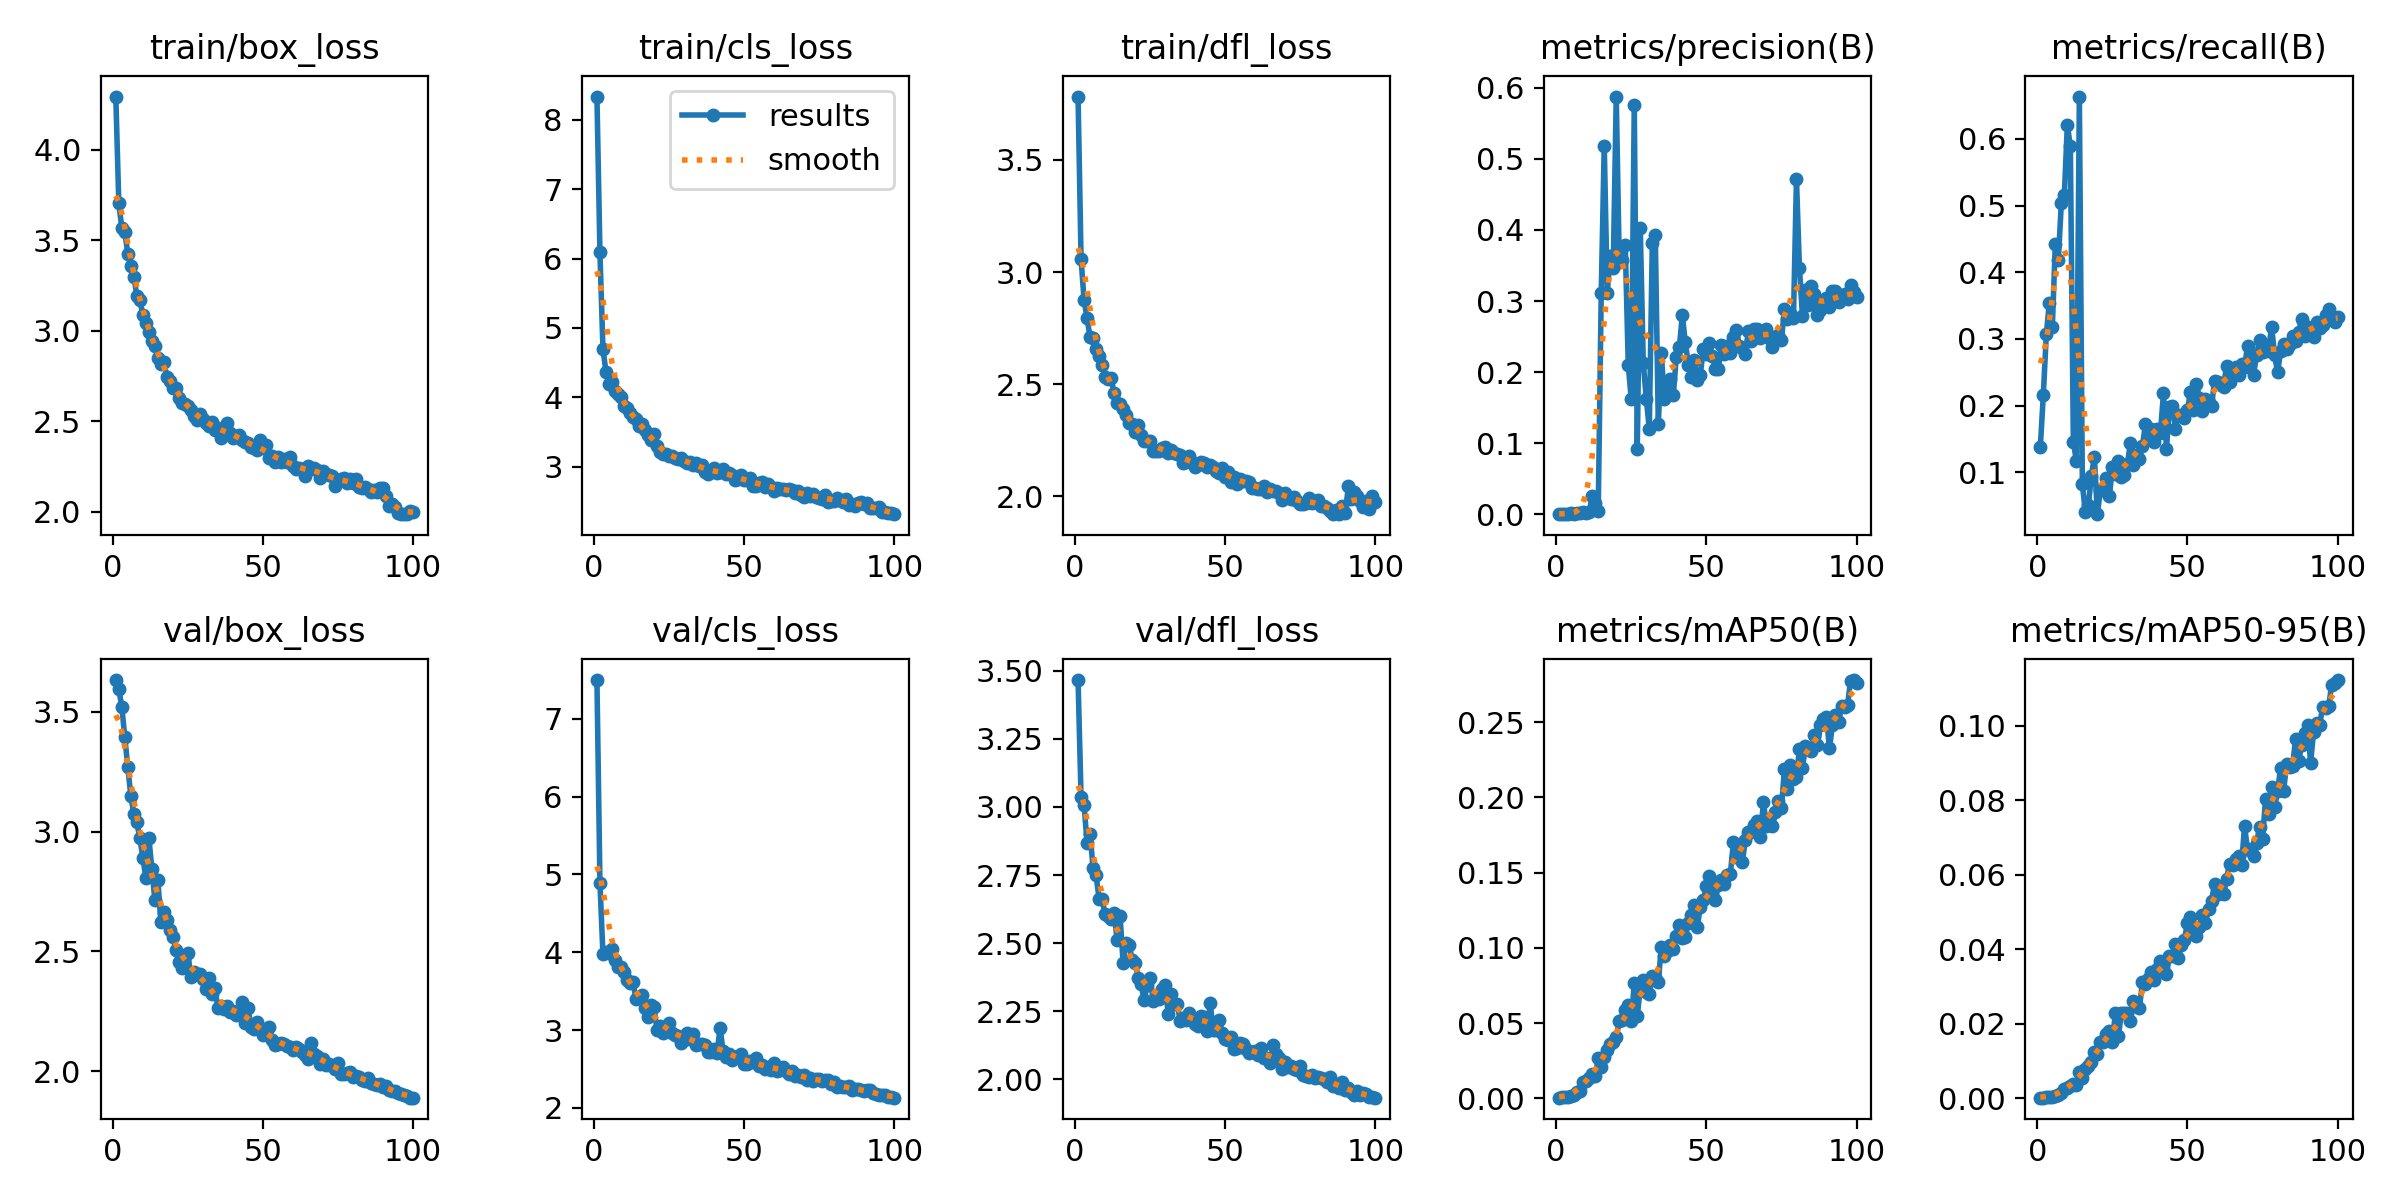 train/box_loss
4.0
3.5
3.0
2.5
2.0
0 50 100
train/cls_loss
results
smooth
8
7
6
5
4
3
0 50 100
train/dfl_loss
3.5
3.0
2.5
2.0
0 50 100
metrics/precision(B)
0.6
0.5
0.4
0.3
0.2
0.1
0.0
0 50 100
metrics/recall(B)
0.6
0.5
0.4
0.3
0.2
0.1
0 50 100
val/box_loss
3.5
3.0
2.5
2.0
0 50 100
val/cls_loss
7
6
5
4
3
2
0 50 100
val/dfl_loss
3.50
3.25
3.00
2.75
2.50
2.25
2.00
0 50 100
metrics/mAP50(B)
0.25
0.20
0.15
0.10
0.05
0.00
0 50 100
metrics/mAP50-95(B)
0.10
0.08
0.06
0.04
0.02
0.00
0 50 100